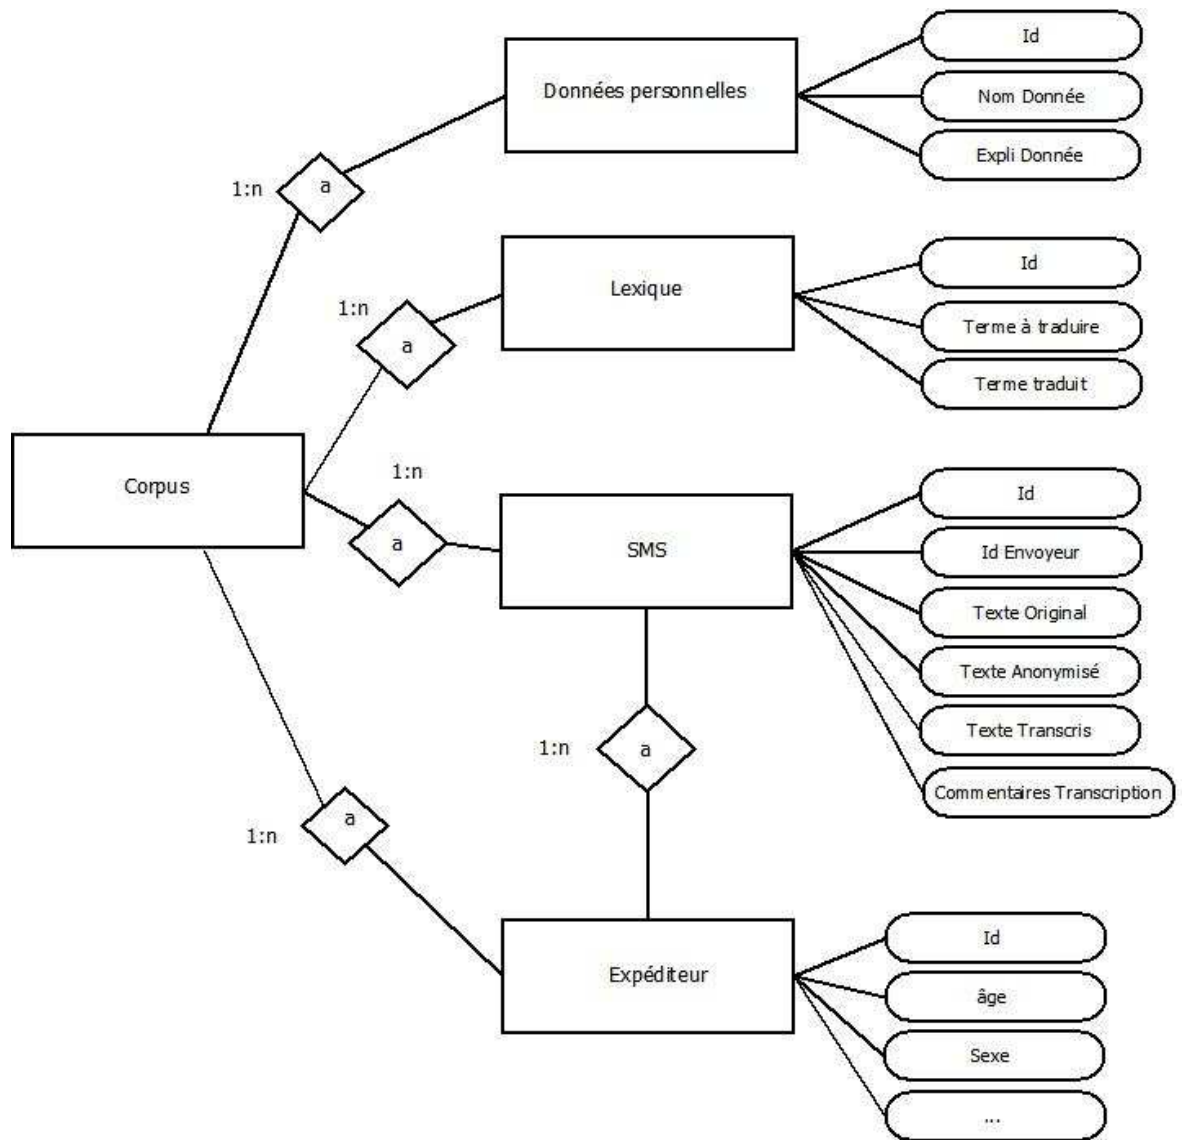 Id
Données personnelles
Nom Donnée
Expli Donnée
1:n
a
Id
Lexique
1:n
Terme à traduire
a
Terme traduit
1:n
Corpus
Id
a
SMS
Id Envoyeur
Texte Original
Texte Anonymisé
Texte Transcris
1:n
a
Commentaires Transcription
1:n
a
Id
Expéditeur
âge
Sexe
...